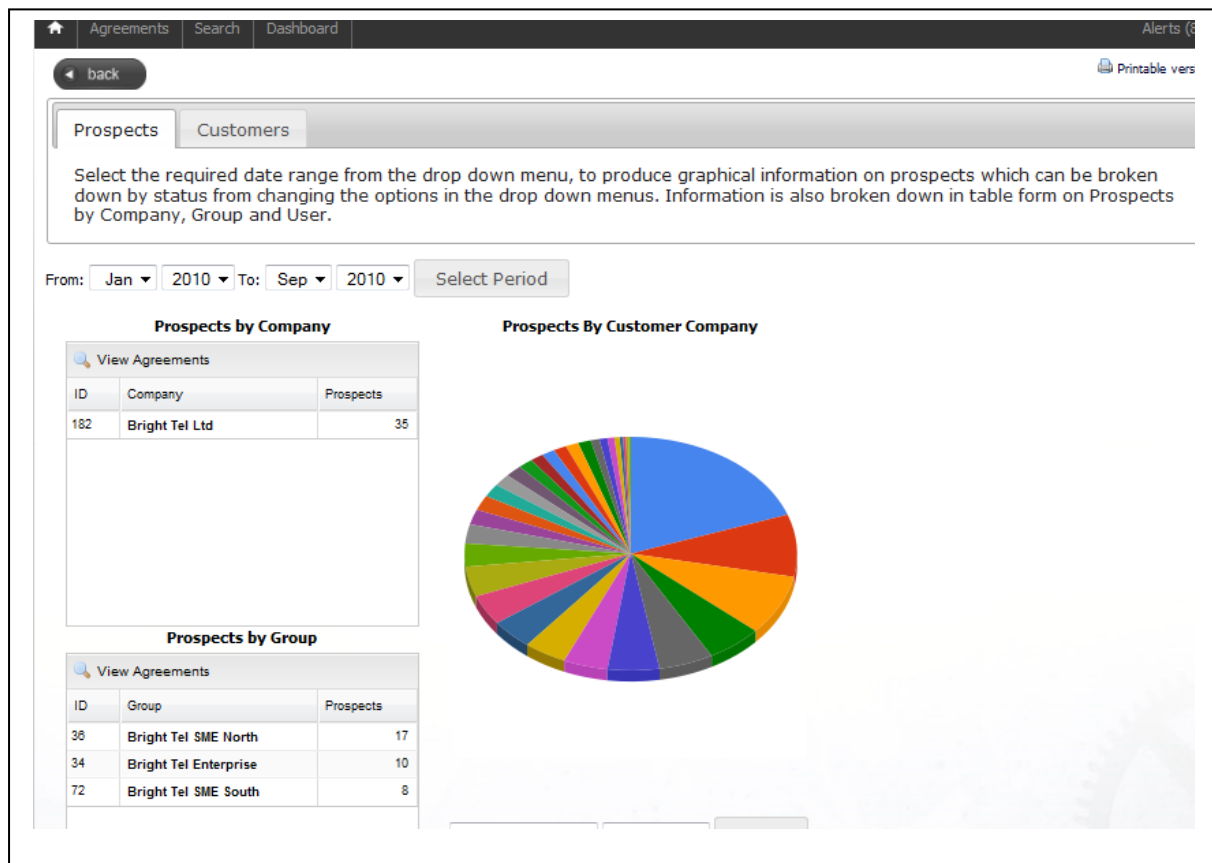 Agreements Search Dashboard Alerts (8
back Printable vers
Prospects Customers
Select the required date range from the drop down menu, to produce graphical information on prospects which can be broken
down by status from changing the options in the drop down menus. Information is also broken down in table form on Prospects
by Company, Group and User.
From: Jan 2010 To: Sep 2010 Select Period
Prospects by Company
View Agreements
ID Company Prospects
182 Bright Tel Ltd 35
Prospects By Customer Company
Prospects by Group
View Agreements
ID Group Prospects
36 Bright Tel SME North 17
34 Bright Tel Enterprise 10
72 Bright Tel SME South 8